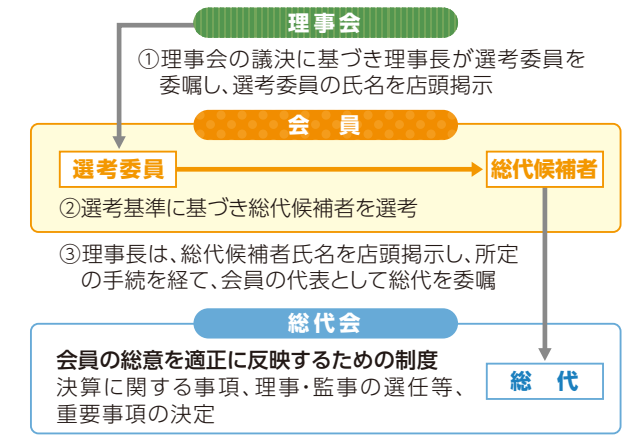 理事会
①理事会の議決に基づき理事長が選考委員を
委嘱し、選考委員の氏名を店頭掲示
会 員
選考委員
総代候補者
②選考基準に基づき総代候補者を選考
③理事長は、総代候補者氏名を店頭掲示し、所定
の手続を経て、会員の代表として総代を委嘱
総代会
会員の総意を適正に反映するための制度
決算に関する事項、理事・監事の選任等、
重要事項の決定
総 代